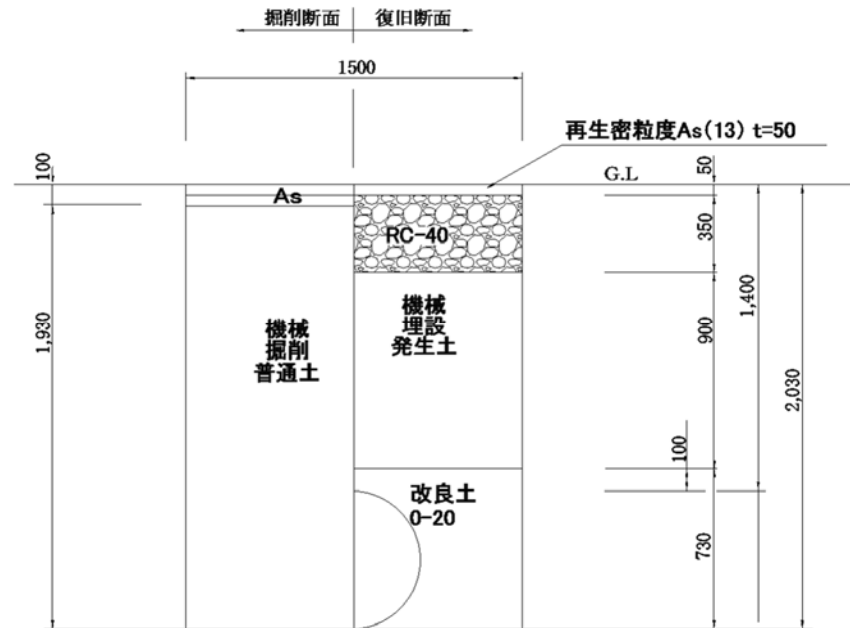 掘削断面 復旧断面
1500
再生密粒度As(13) t=50
G.L
100
50
As
RC-40
350
1,400
機械
掘削
普通土
機械
埋設
発生土
1,930
900
2,030
100
改良土
0-20
730